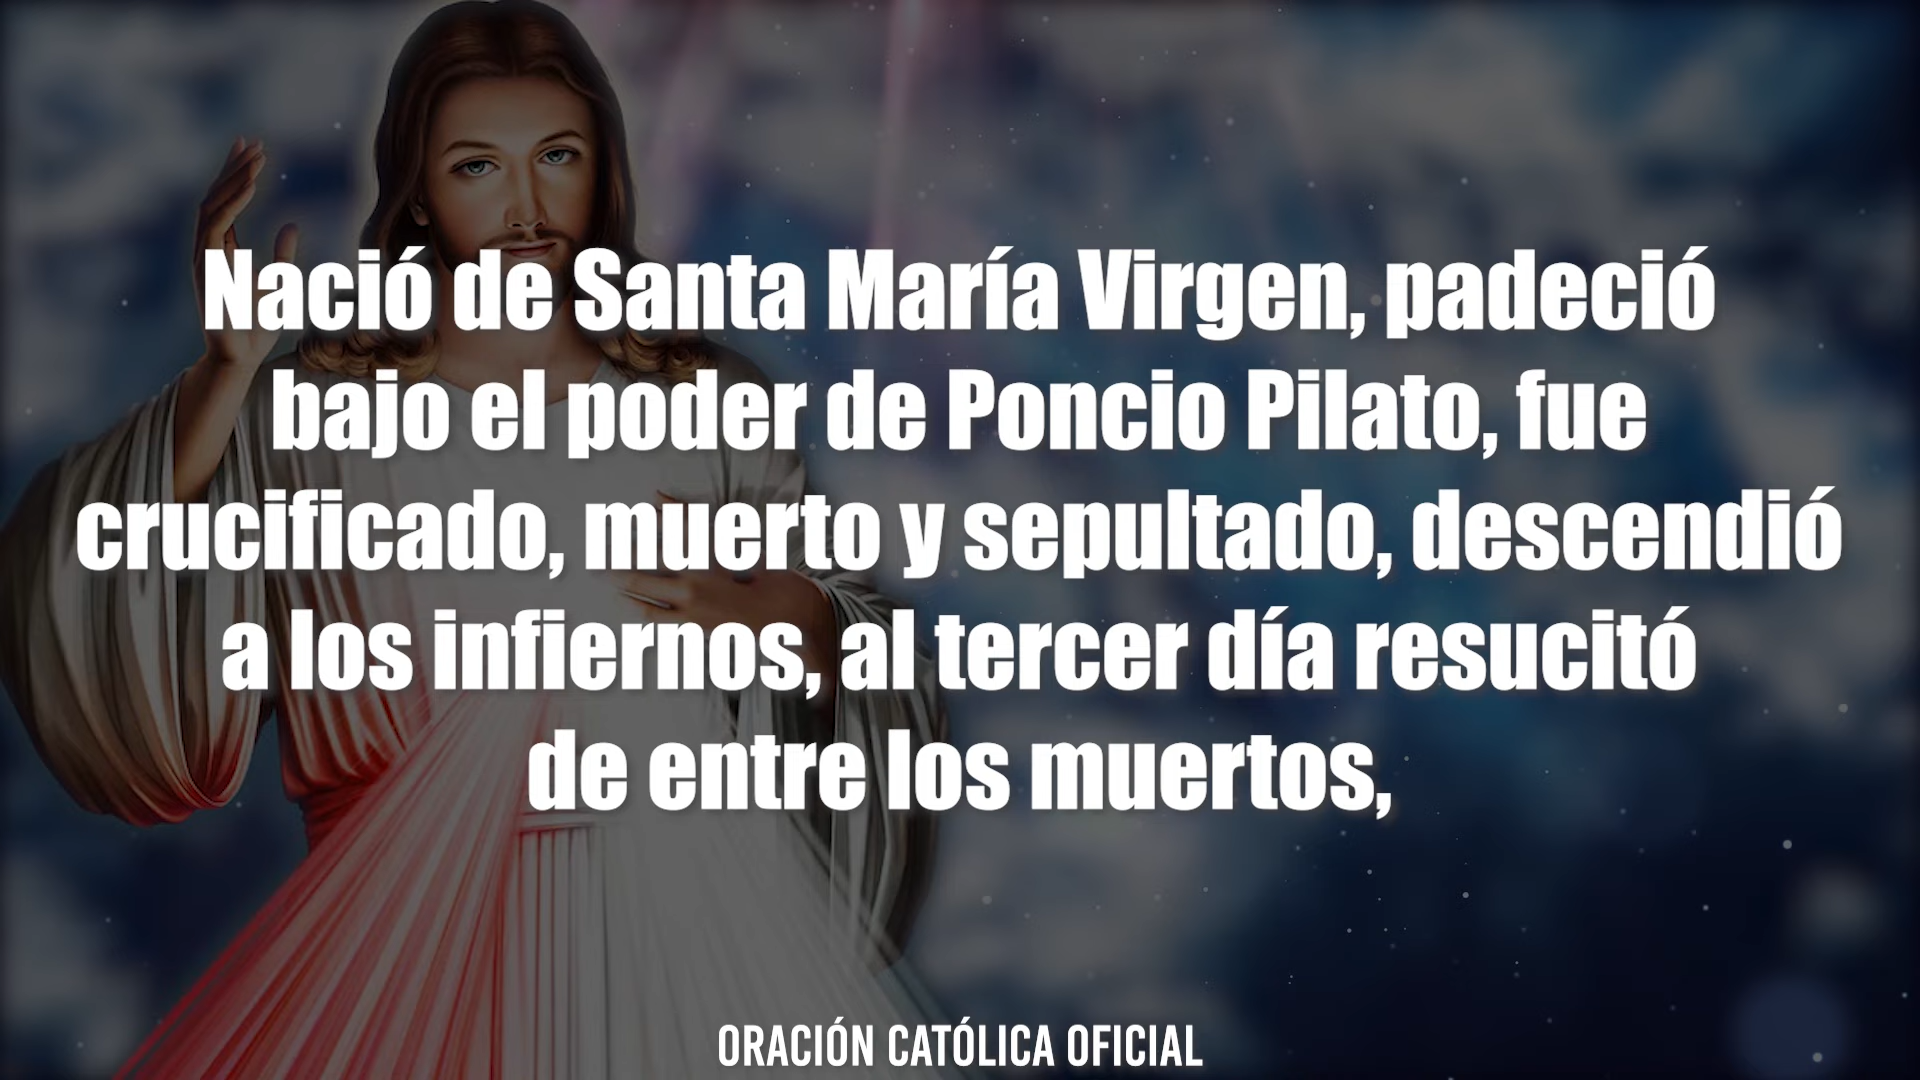 Nació de Santa María Virgen, padeció
bajo el poder de Poncio Pilato, fue
crucificado, muerto y sepultado, descendió
a los infiernos, al tercer día resucitó
de entre los muertos,
ORACIÓN CATÓLICA OFICIAL